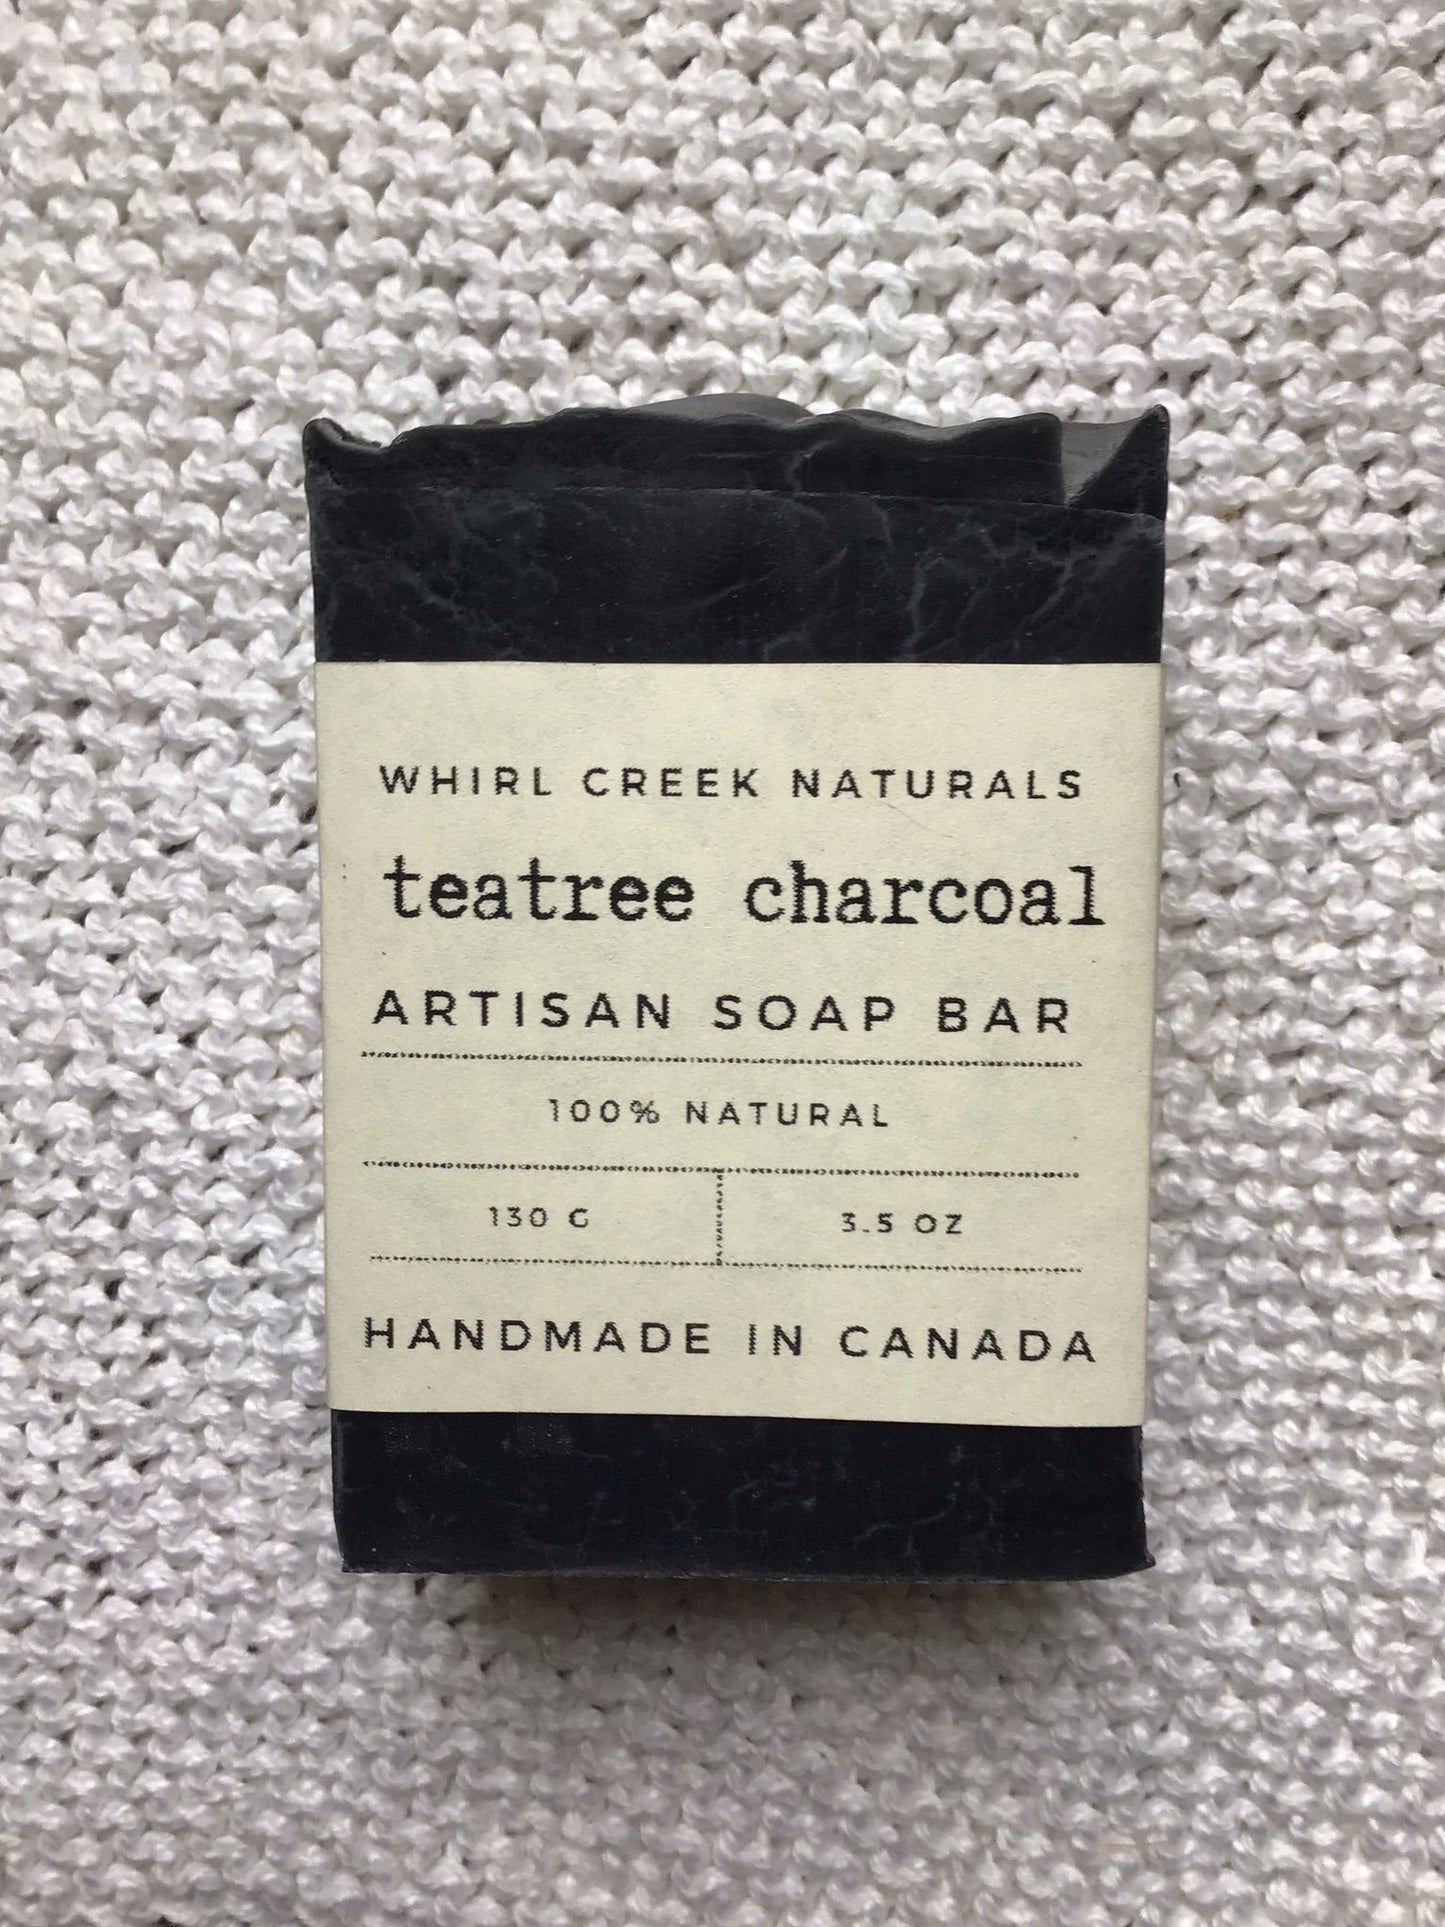 WHIRL CREEK NATURALS
teatree charcoal
ARTISAN SOAP BAR
100% NATURAL
130 G 3.5 OZ
HANDMADE IN CANADA